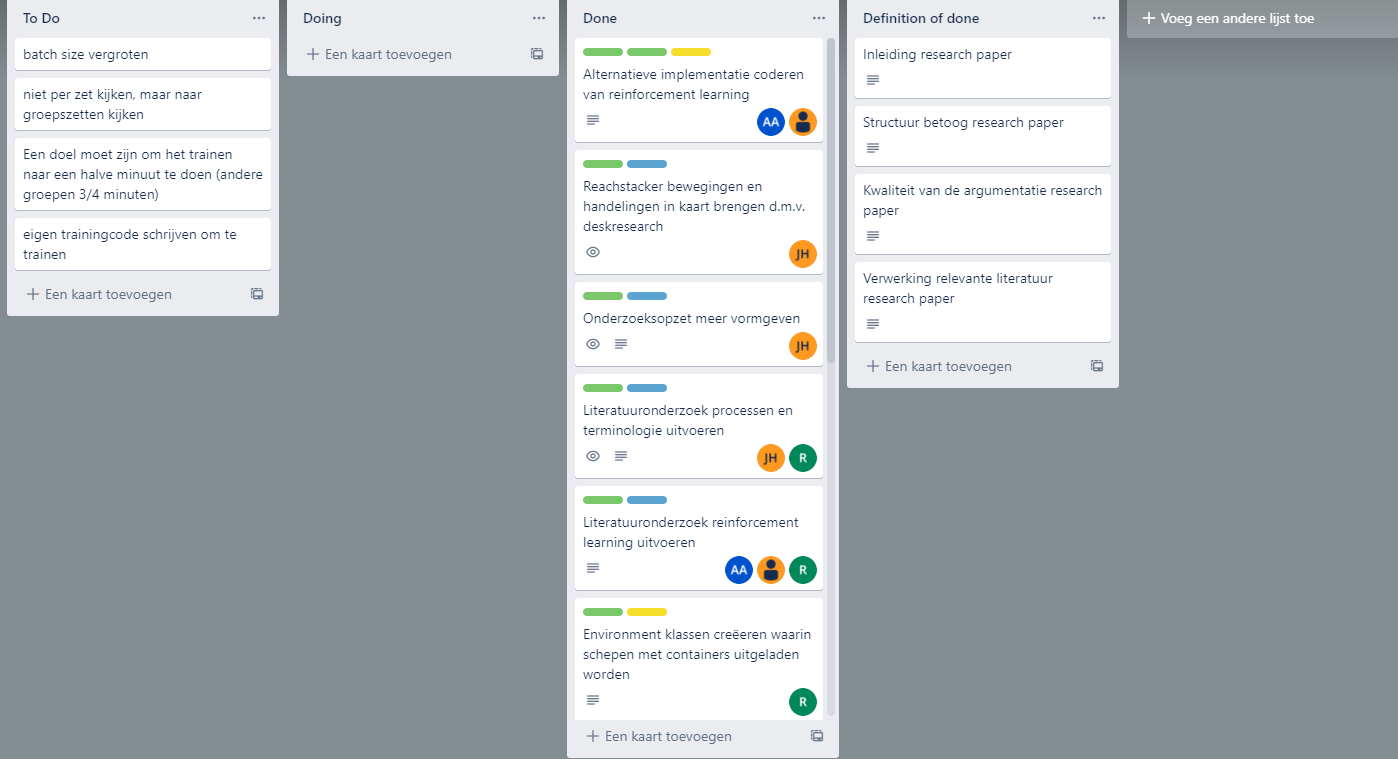 To Do
batch size vergroten
niet per zet kijken, maar naar
groepszetten kijken
Een doel moet zijn om het trainen
naar een halve minuut te doen (andere
groepen 3/4 minuten)
eigen trainingcode schrijven om te
trainen
Een kaart toevoegen
Doing
Een kaart toevoegen
Done
Alternatieve implementatie coderen
van reinforcement learning
AA
Reachstacker bewegingen en
handelingen in kaart brengen d.m.v.
deskresearch
JH
Onderzoeksopzet meer vormgeven
JH
Literatuuronderzoek processen en
terminologie uitvoeren
JH R
Literatuuronderzoek reinforcement
learning uitvoeren
AA R
Environment klassen creëeren waarin
schepen met containers uitgeladen
worden
R
Een kaart toevoegen
Definition of done
Inleiding research paper
Structuur betoog research paper
Kwaliteit van de argumentatie research
paper
Verwerking relevante literatuur
research paper
Een kaart toevoegen
Voeg een andere lijst toe